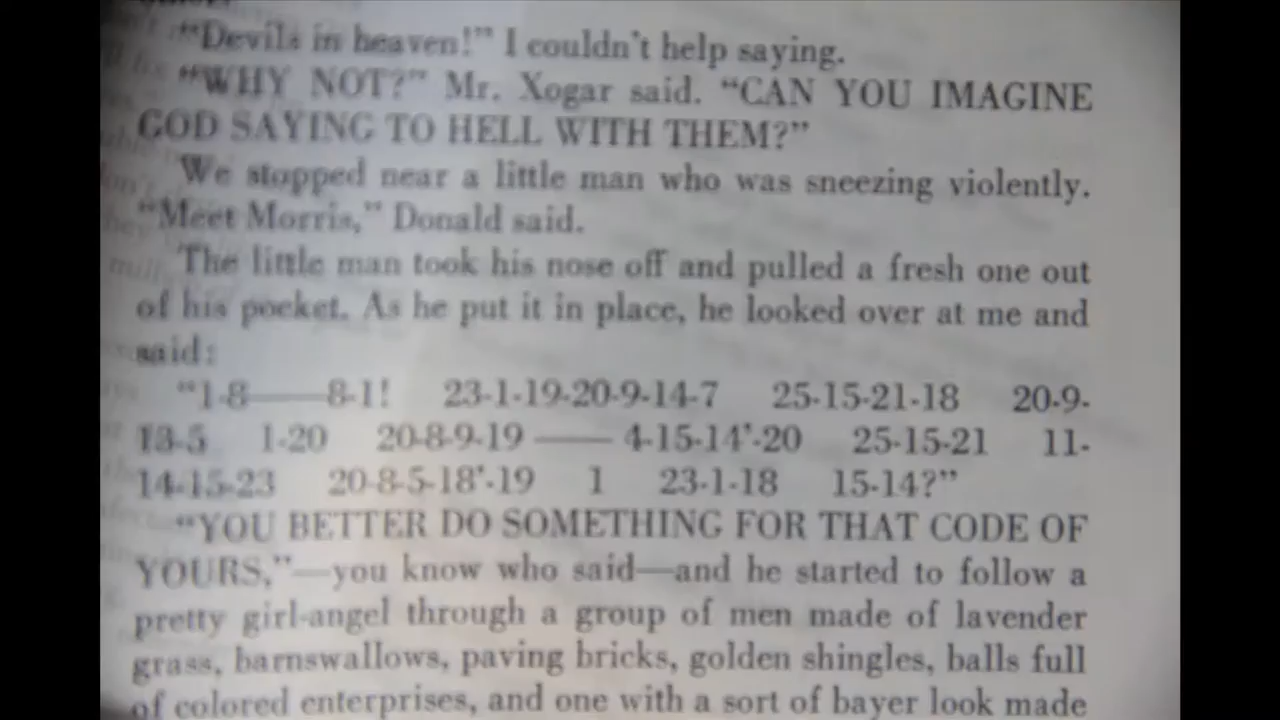 "Devils in heaven!" I couldn't help saying.
"WHY NOT?" Mr. Xogar said. "CAN YOU IMAGINE
GOD SAYING TO HELL WITH THEM?"
We stopped near a little man who was sneezing violently.
"Meet Morris," Donald said.
The little man took his nose off and pulled a fresh one out
of his pocket. As he put it in place, he looked over at me and
said:
"1-8——8-1! 23-1-19-20-9-14-7 25-15-21-18 20-9-
13-5 1-20 20-8-9-19 —— 4-15-14'-20 25-15-21 11-
14-15-23 20-8-5-18'-19 1 23-1-18 15-14?"
"YOU BETTER DO SOMETHING FOR THAT CODE OF
YOURS,"—you know who said—and he started to follow a
pretty girl-angel through a group of men made of lavender
grass, barnswallows, paving bricks, golden shingles, balls full
of colored enterprises, and one with a sort of bayer look made